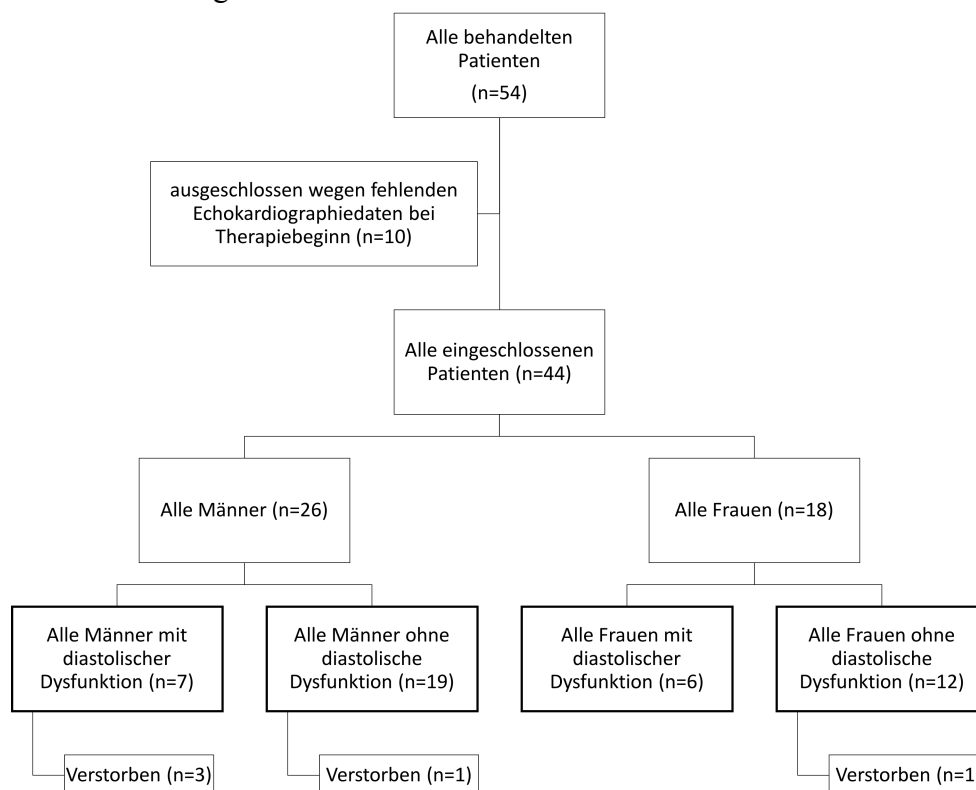 Alle behandelten
Patienten
(n=54)
ausgeschlossen wegen fehlenden
Echokardiographiedaten bei
Therapiebeginn (n=10)
Alle eingeschlossenen
Patienten (n=44)
Alle Männer (n=26)
Alle Frauen (n=18)
Alle Männer mit
diastolischer
Dysfunktion (n=7)
Alle Männer ohne
diastolische
Dysfunktion (n=19)
Alle Frauen mit
diastolischer
Dysfunktion (n=6)
Alle Frauen ohne
diastolische
Dysfunktion (n=12)
Verstorben (n=3)
Verstorben (n=1)
Verstorben (n=1